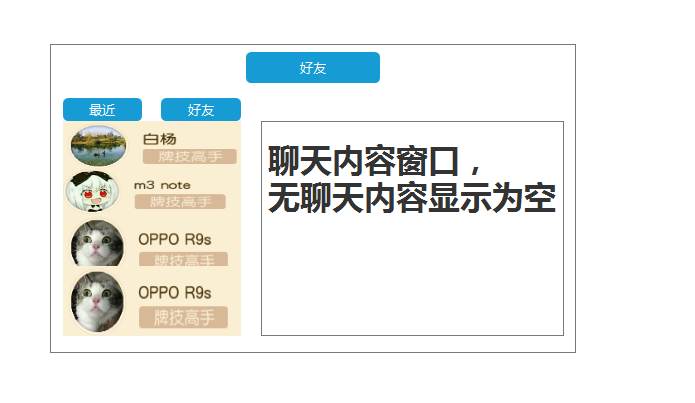 好友
最近
好友
白杨
牌技高手
m3 note
牌技高手
OPPO R9s
牌技高手
OPPO R9s
牌技高手
聊天内容窗口，
无聊天内容显示为空